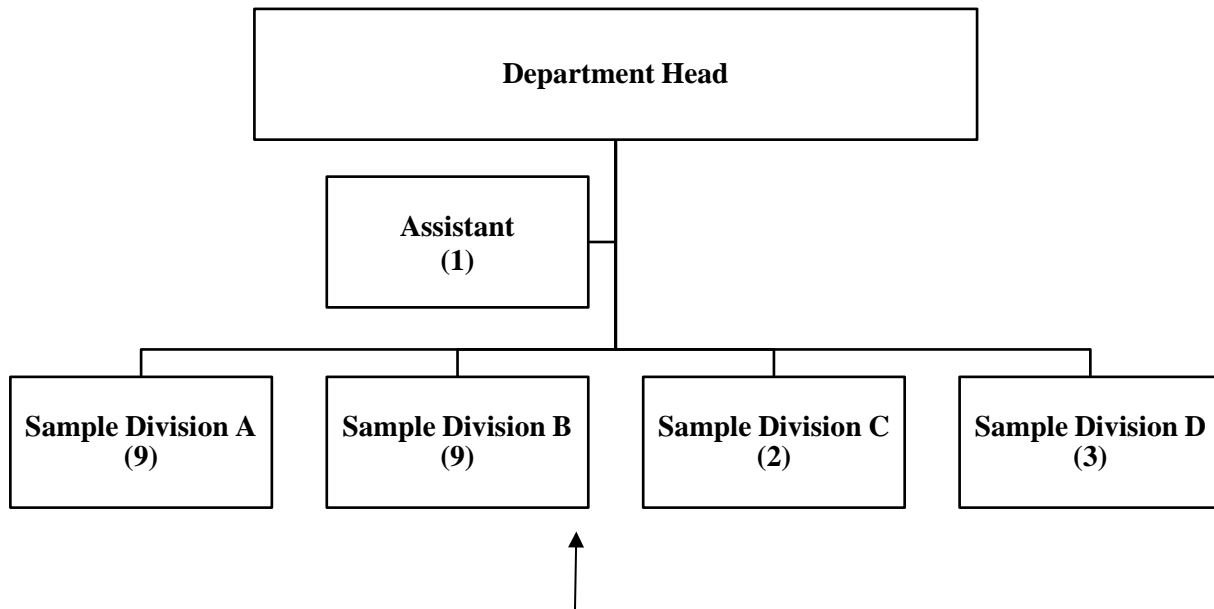 Department Head
Assistant
(1)
Sample Division A
(9)
Sample Division B
(9)
Sample Division C
(2)
Sample Division D
(3)